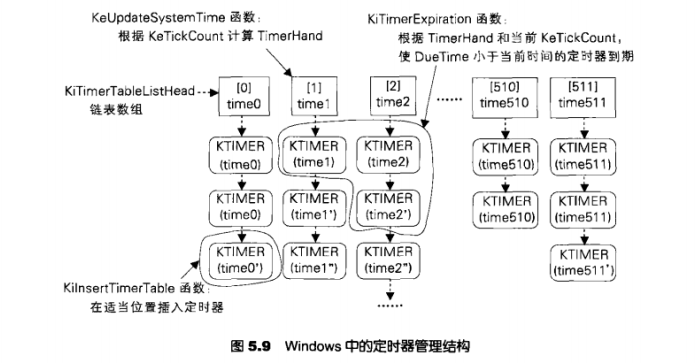 KeUpdateSystemTime 函数:
根据 KeTickCount 计算 TimerHand
KiTimerExpiration 函数:
根据 TimerHand 和当前 KeTickCount,
使 DueTime 小于当前时间的定时器到期
KiTimerTableListHead
链表数组
[0]
time0
[1]
time1
[2]
time2
……
[510]
time510
[511]
time511
KTIMER
(time0)
KTIMER
(time1)
KTIMER
(time2)
KTIMER
(time510)
KTIMER
(time511)
KTIMER
(time0)
KTIMER
(time1')
KTIMER
(time2')
KTIMER
(time510)
KTIMER
(time511)
KTIMER
(time0')
KTIMER
(time1")
KTIMER
(time2")
KTIMER
(time511')
……
KiInsertTimerTable 函数:
在适当位置插入定时器
图 5.9 Windows 中的定时器管理结构